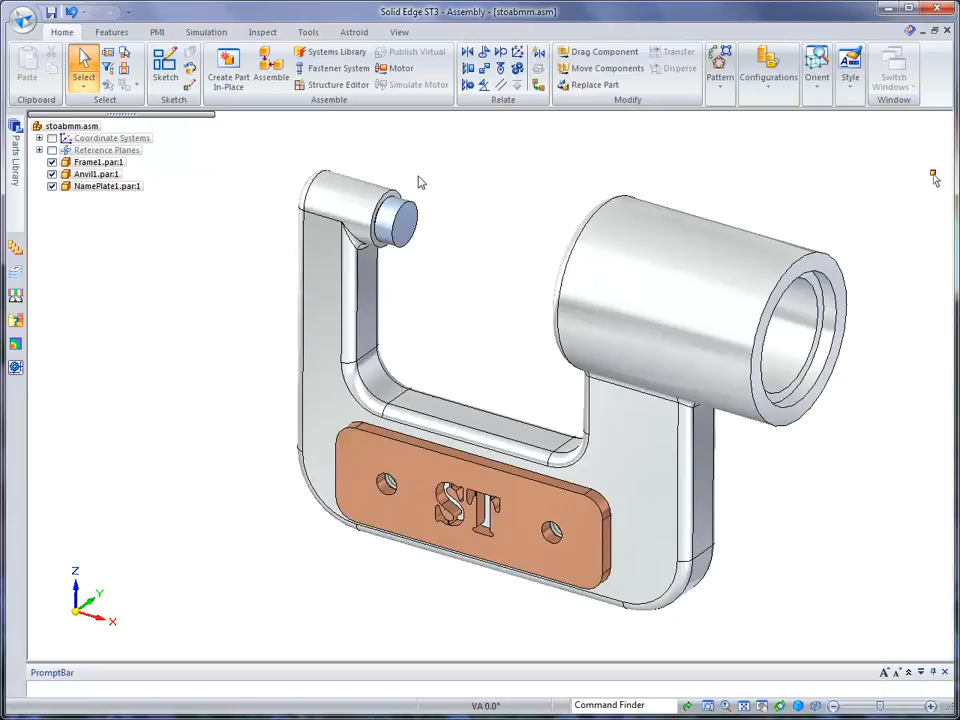 Solid Edge ST3 - Assembly - [stoabmm.asm]
Home Features PMI Simulation Inspect Tools Astroid View
Paste
Clipboard
Select
Select
Sketch
Sketch
Create Part In-Place
Assemble
Systems Library
Fastener System
Structure Editor
Publish Virtual
Motor
Simulate Motor
Assemble
Relate
Drag Component
Move Components
Replace Part
Transfer
Disperse
Modify
Pattern
Configurations
Orient
Style
Switch Windows
Window
Parts Library
stoabmm.asm
Coordinate Systems
Reference Planes
Frame1.par:1
Anvil1.par:1
NamePlate1.par:1
ST
Z
Y
X
PromptBar
VA 0.0°
Command Finder